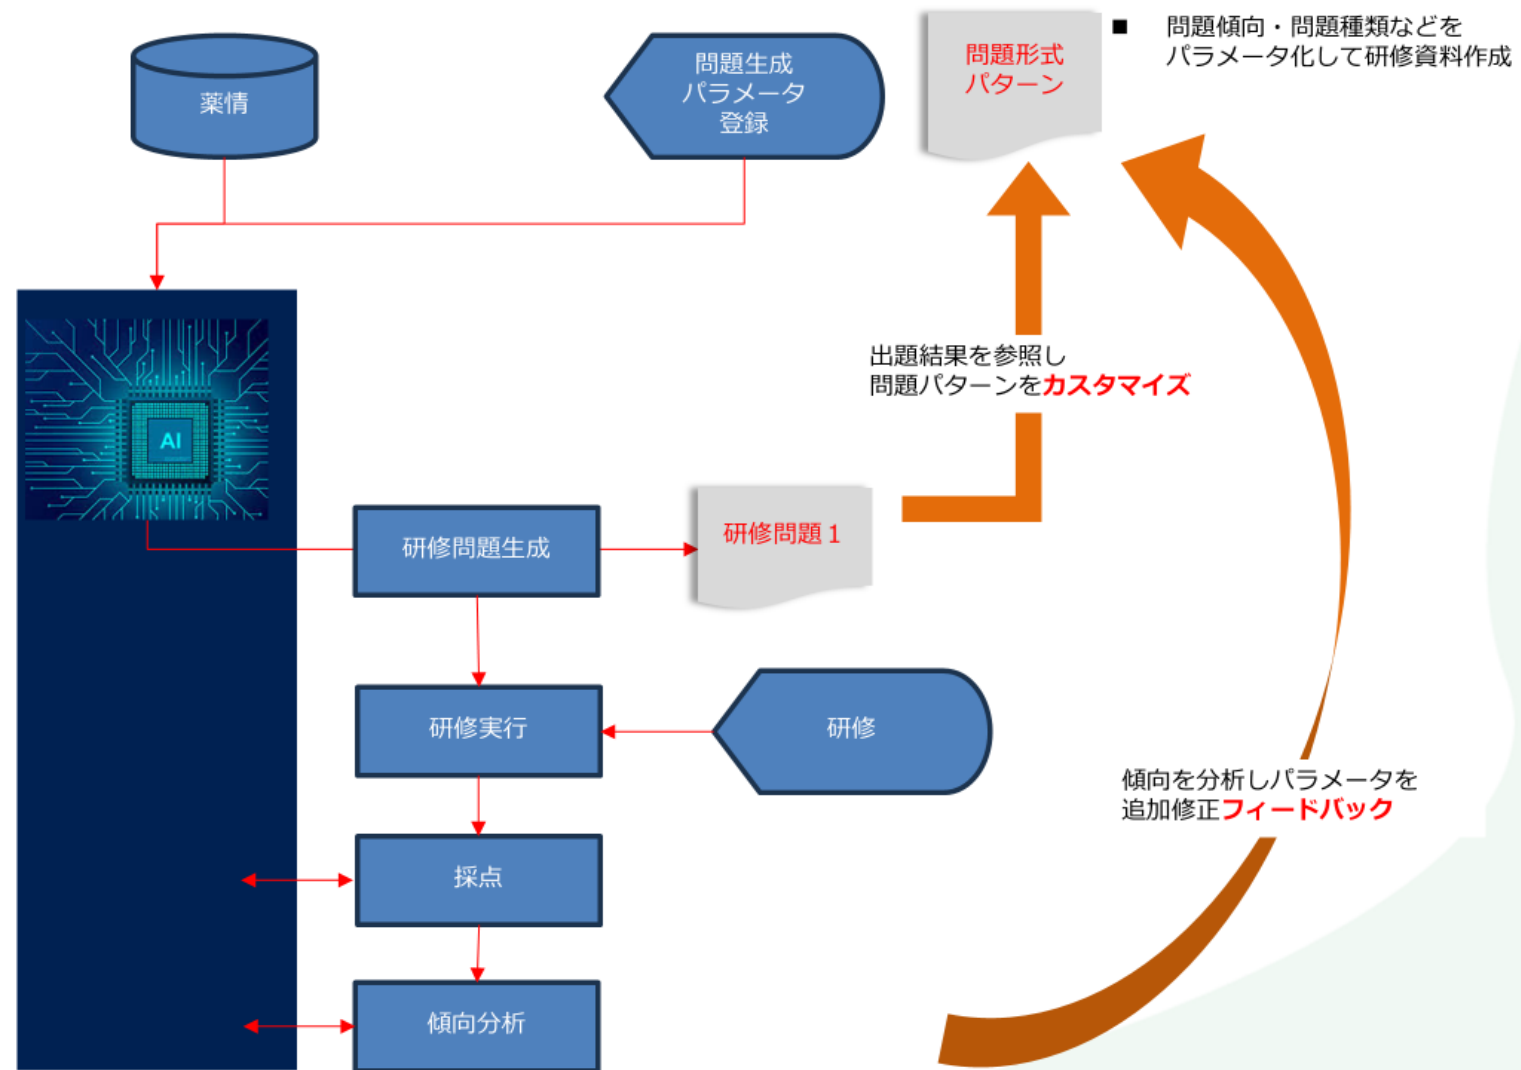 薬情
問題生成
パラメータ
登録
問題形式
パターン
■ 問題傾向・問題種類などを
パラメータ化して研修資料作成
AI
出題結果を参照し
問題パターンをカスタマイズ
研修問題生成
研修問題１
研修実行
研修
傾向を分析しパラメータを
追加修正フィードバック
採点
傾向分析